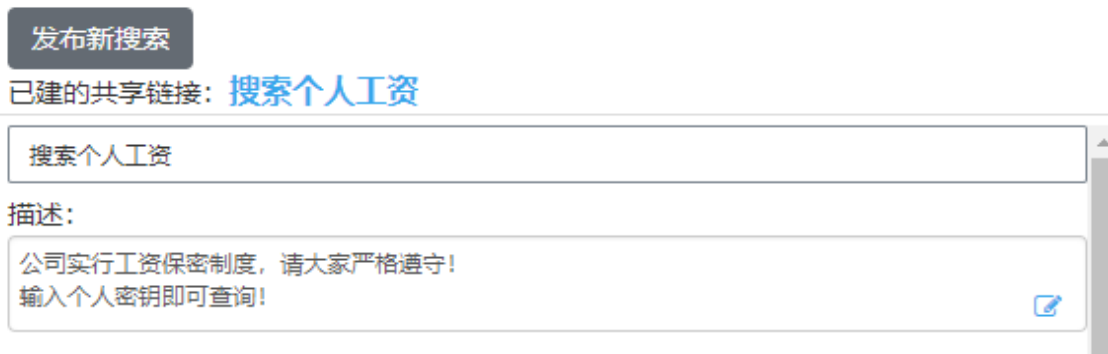 发布新搜索
已建的共享链接：搜索个人工资
搜索个人工资
描述：
公司实行工资保密制度，请大家严格遵守！
输入个人密钥即可查询！